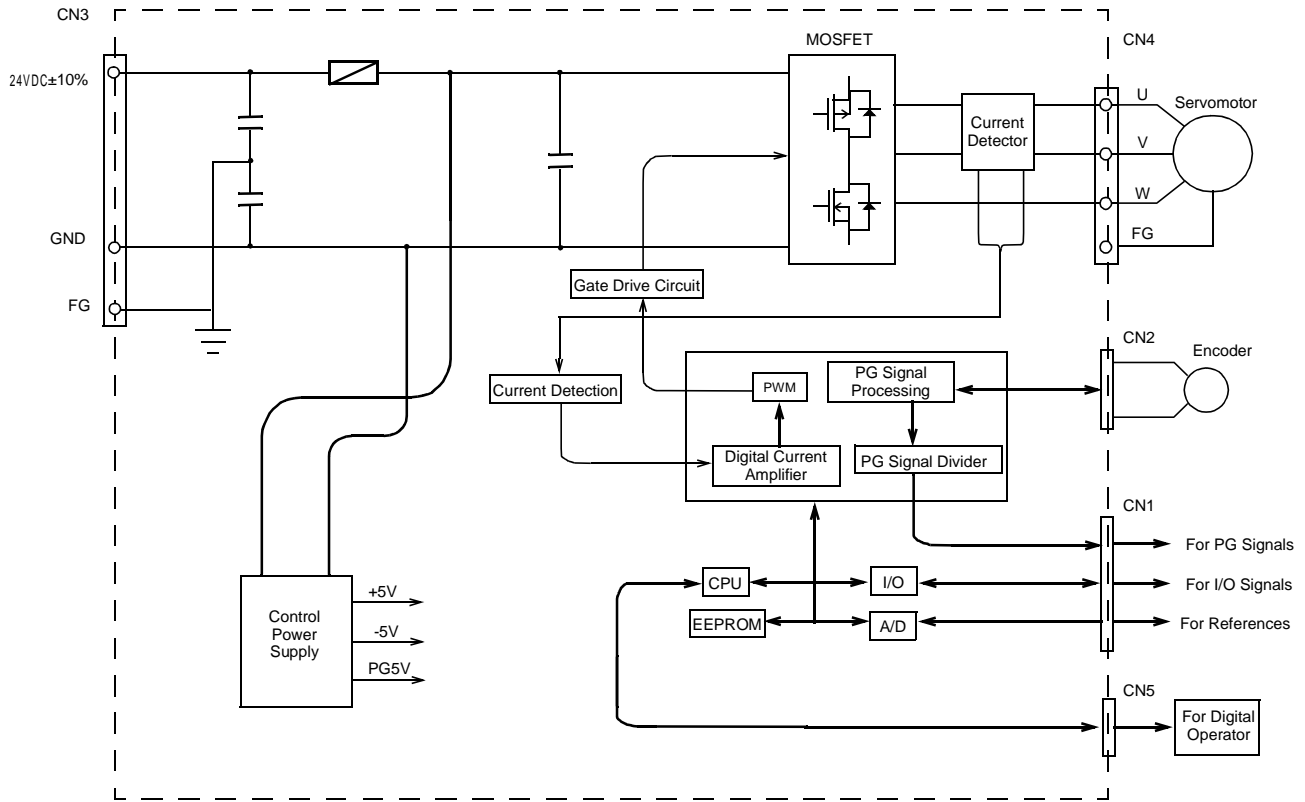 CN3
MOSFET
CN4
24VDC±10%
U
Servomotor
Current
Detector
V
W
GND
FG
Gate Drive Circuit
FG
CN2
Encoder
Current Detection
PWM
PG Signal
Processing
Digital Current
Amplifier
PG Signal Divider
CN1
For PG Signals
CPU
I/O
For I/O Signals
EEPROM
A/D
For References
Control
Power
Supply
+5V
-5V
PG5V
CN5
For Digital
Operator